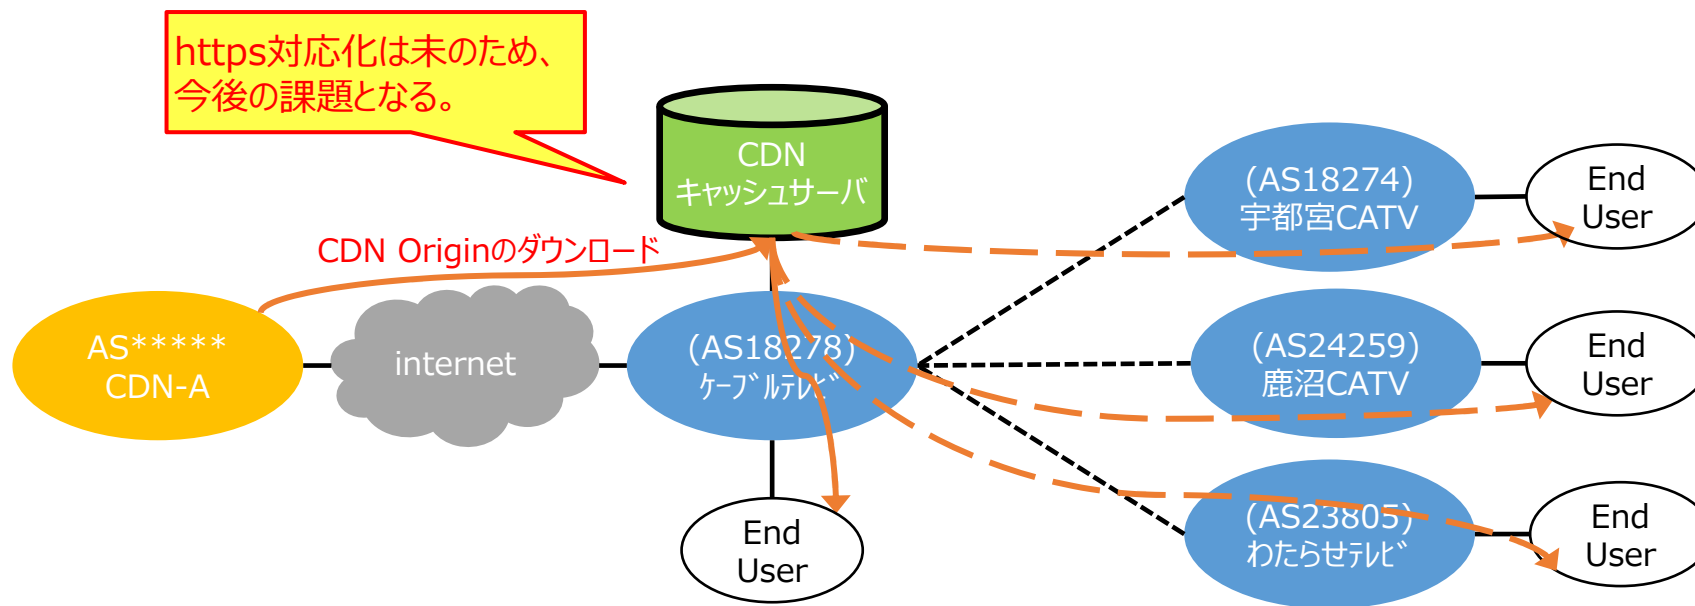 https対応化は未のため、
今後の課題となる。
CDN
キャッシュサーバ
CDN Originのダウンロード
AS*****
CDN-A
internet
(AS18278)
ｹｰﾌﾞﾙﾃﾚﾋﾞ
End
User
(AS18274)
宇都宮CATV
End
User
(AS24259)
鹿沼CATV
End
User
(AS23805)
わたらせﾃﾚﾋﾞ
End
User